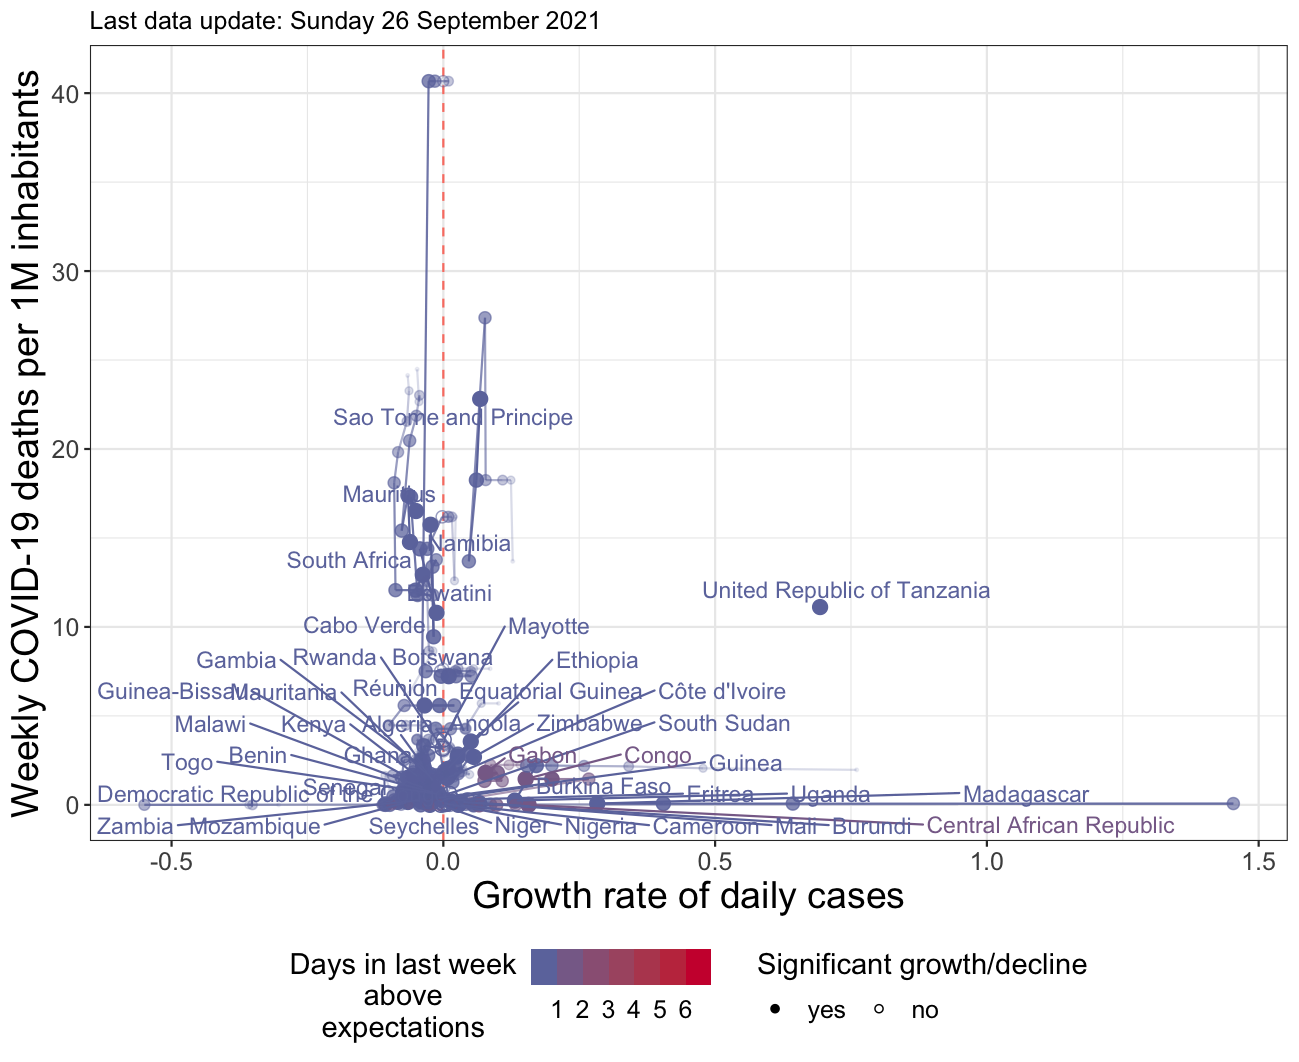 Last data update: Sunday 26 September 2021
Weekly COVID-19 deaths per 1M inhabitants
40
30
20
10
0
Sao Tome and Principe
Mauritius
Namibia
South Africa
Eswatini
United Republic of Tanzania
Cabo Verde
Mayotte
Gambia
Rwanda
Botswana
Ethiopia
Guinea-Bissau
Mauritania
Réunion
Equatorial Guinea
Côte d'Ivoire
Malawi
Kenya
Algeria
Angola
Zimbabwe
South Sudan
Togo
Benin
Ghana
Gabon
Congo
Guinea
Senegal
Burkina Faso
Democratic Republic of the
Eritrea
Uganda
Madagascar
Zambia
Mozambique
Seychelles
Niger
Nigeria
Cameroon
Mali
Burundi
Central African Republic
-0.5
0.0
0.5
1.0
1.5
Growth rate of daily cases
Days in last week
above
expectations
1 2 3 4 5 6
Significant growth/decline
yes
no